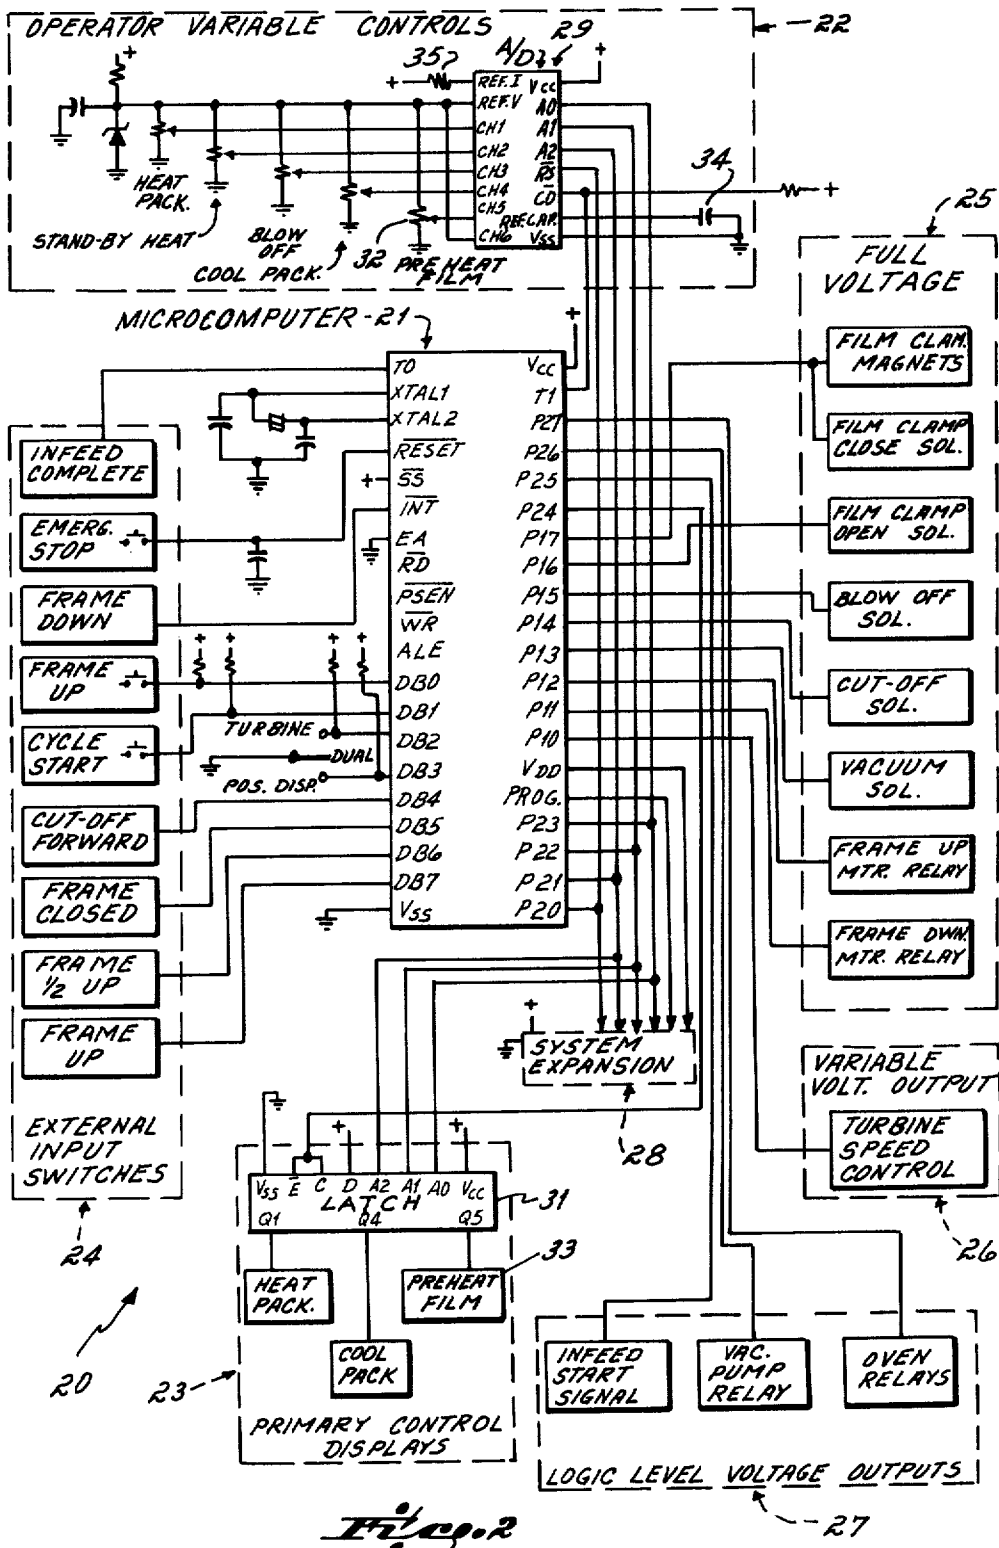 OPERATOR VARIABLE CONTROLS
22
35
A/D
29
+
+
+
REF. I
VCC
REF. V
A0
CH1
A1
CH2
A2
CH3
RS
CH4
CD
CH5
REF. CAP.
CH6
VSS
34
+
HEAT PACK.
STAND-BY HEAT
BLOW OFF
COOL PACK.
32
PREHEAT FILM
25
FULL VOLTAGE
FILM CLAM. MAGNETS
FILM CLAMP CLOSE SOL.
FILM CLAMP OPEN SOL.
BLOW OFF SOL.
CUT-OFF SOL.
VACUUM SOL.
FRAME UP MTR. RELAY
FRAME DWN. MTR. RELAY
MICROCOMPUTER-21
+
TO
XTAL1
XTAL2
RESET
+
SS
INT
EA
RD
PSEN
WR
ALE
DB0
DB1
DB2
DB3
DB4
DB5
DB6
DB7
VSS
VCC
T1
P27
P26
P25
P24
P17
P16
P15
P14
P13
P12
P11
P10
VDD
PROG.
P23
P22
P21
P20
INFEED COMPLETE
EMERG. STOP
FRAME DOWN
FRAME UP
CYCLE START
CUT-OFF FORWARD
FRAME CLOSED
FRAME 1/2 UP
FRAME UP
+ + + +
TURBINE
DUAL
POS. DISP.
EXTERNAL INPUT SWITCHES
24
20
+
SYSTEM EXPANSION
28
VARIABLE VOLT. OUTPUT
TURBINE SPEED CONTROL
26
+
+
VSS E C D A2 A1 A0 VCC
LATCH
Q1 Q4 Q5
31
HEAT PACK.
COOL PACK
PREHEAT FILM
33
23
PRIMARY CONTROL DISPLAYS
INFEED START SIGNAL
VAC. PUMP RELAY
OVEN RELAYS
LOGIC LEVEL VOLTAGE OUTPUTS
27
Fig. 2